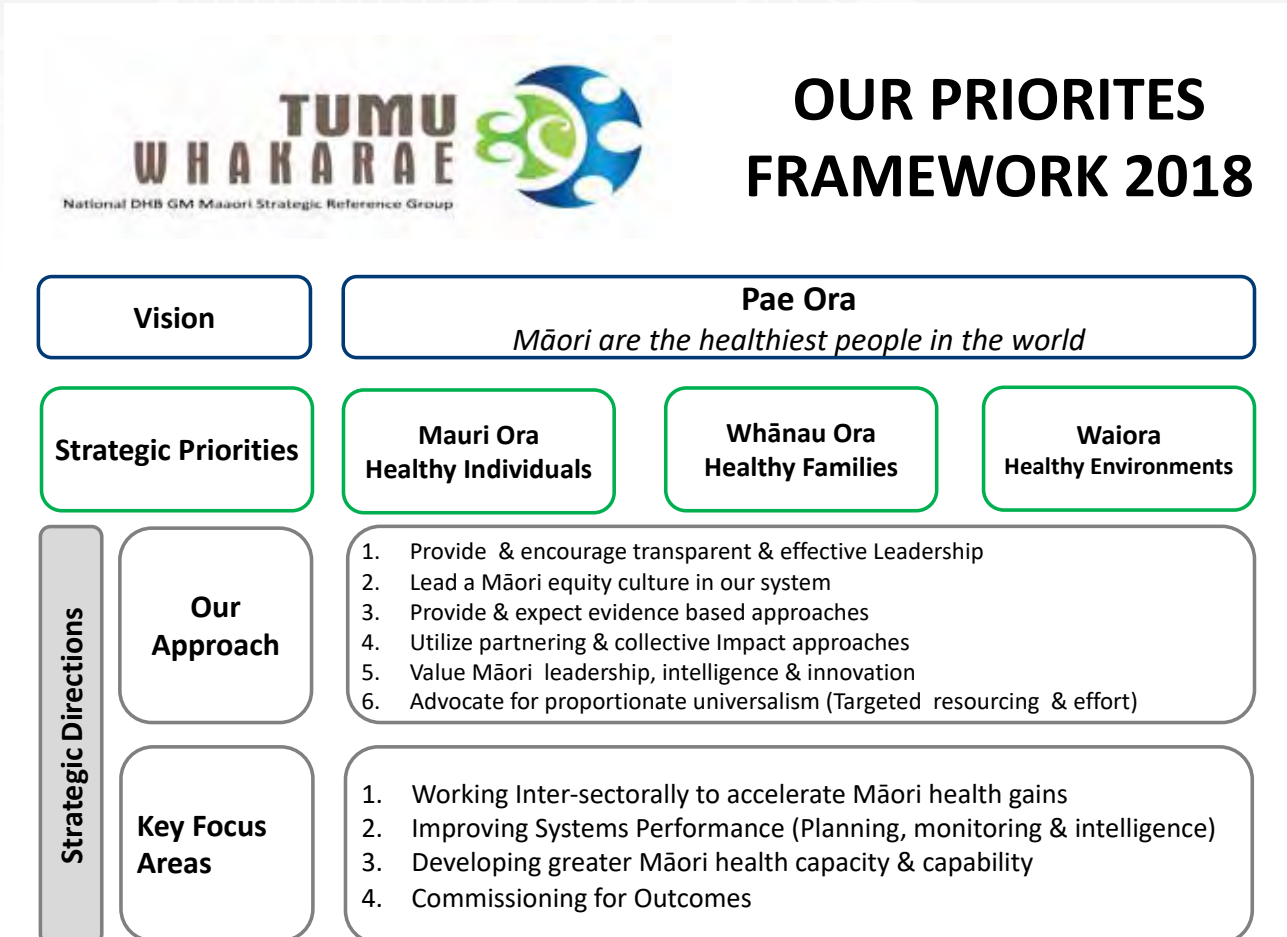 TUMU
WHAKARAE
National DHB GM Maaori Strategic Reference Group
OUR PRIORITES
FRAMEWORK 2018
Vision
Pae Ora
Māori are the healthiest people in the world
Strategic Priorities
Mauri Ora
Healthy Individuals
Whānau Ora
Healthy Families
Waiora
Healthy Environments
Strategic Directions
Our
Approach
1. Provide & encourage transparent & effective Leadership
2. Lead a Māori equity culture in our system
3. Provide & expect evidence based approaches
4. Utilize partnering & collective Impact approaches
5. Value Māori leadership, intelligence & innovation
6. Advocate for proportionate universalism (Targeted resourcing & effort)
Key Focus
Areas
1. Working Inter-sectorally to accelerate Māori health gains
2. Improving Systems Performance (Planning, monitoring & intelligence)
3. Developing greater Māori health capacity & capability
4. Commissioning for Outcomes